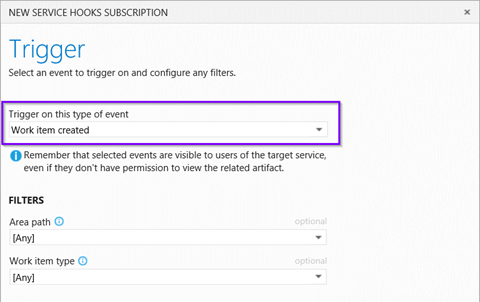 NEW SERVICE HOOKS SUBSCRIPTION
Trigger
Select an event to trigger on and configure any filters.
Trigger on this type of event
Work item created
Remember that selected events are visible to users of the target service,
even if they don't have permission to view the related artifact.
FILTERS
Area path optional
[Any]
Work item type optional
[Any]